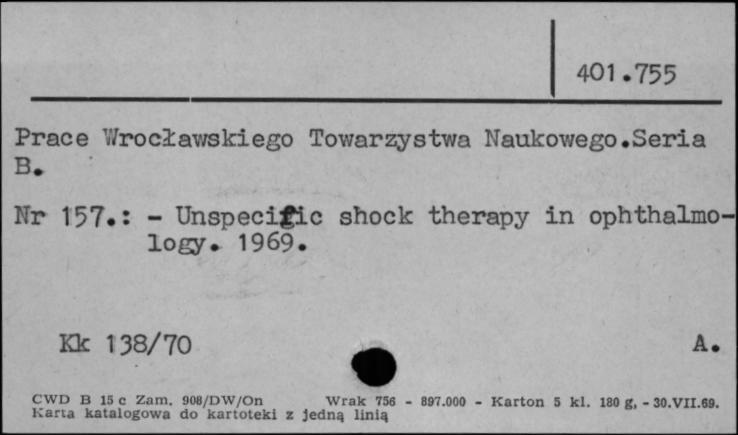 401.755
Prace Wrocławskiego Towarzystwa Naukowego.Seria
B.
Nr 157.: - Unspecific shock therapy in ophthalmo-
logy. 1969.
Kk 138/70 A.
CWD B 15 c Zam. 908/DW/On Wrak 756 - 897.000 - Karton 5 kl. 180 g, - 30.VII.69.
Karta katalogowa do kartoteki z jedną linią